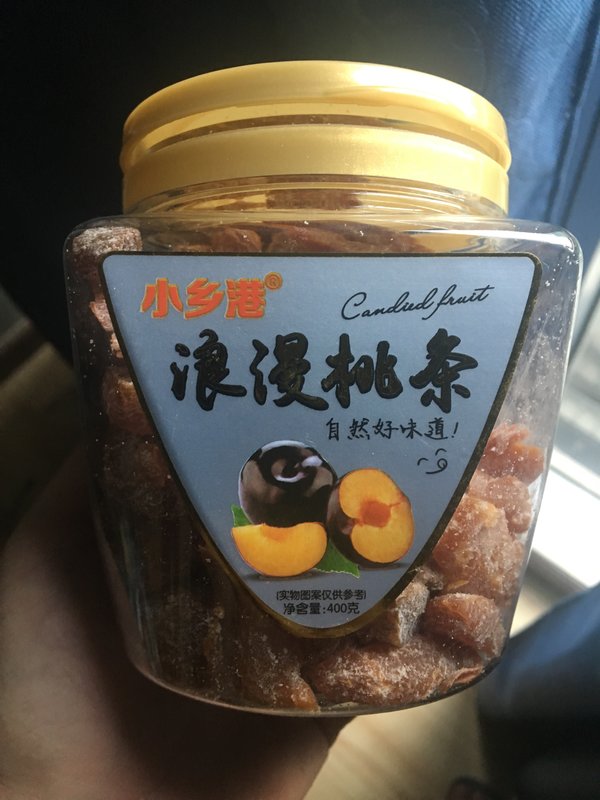 小乡港®
Candied fruit
浪漫桃条
自然好味道!
(实物图案仅供参考)
净含量:400克